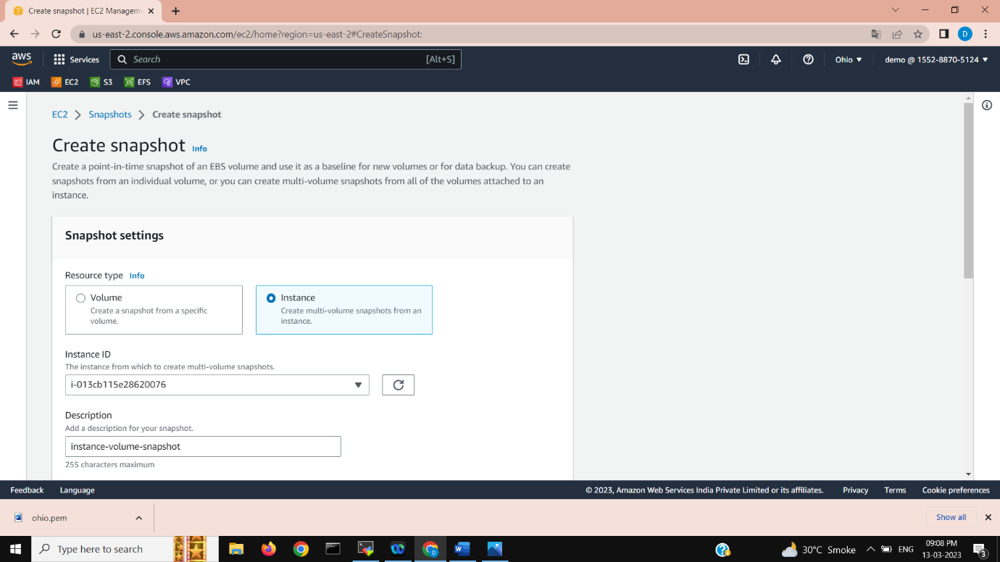 Create snapshot | EC2 Managem
us-east-2.console.aws.amazon.com/ec2/home?region=us-east-2#CreateSnapshot:
D
aws
Services
Search
[Alt+S]
Ohio
demo @ 1552-8870-5124
IAM
EC2
S3
EFS
VPC
EC2 > Snapshots > Create snapshot
Create snapshot Info
Create a point-in-time snapshot of an EBS volume and use it as a baseline for new volumes or for data backup. You can create
snapshots from an individual volume, or you can create multi-volume snapshots from all of the volumes attached to an
instance.
Snapshot settings
Resource type Info
Volume
Create a snapshot from a specific
volume.
Instance
Create multi-volume snapshots from an
instance.
Instance ID
The instance from which to create multi-volume snapshots.
i-013cb115e28620076
Description
Add a description for your snapshot.
instance-volume-snapshot
255 characters maximum
Feedback
Language
© 2023, Amazon Web Services India Private Limited or its affiliates.
Privacy
Terms
Cookie preferences
ohio.pem
Show all
Type here to search
30°C Smoke
ENG
09:08 PM
13-03-2023
3